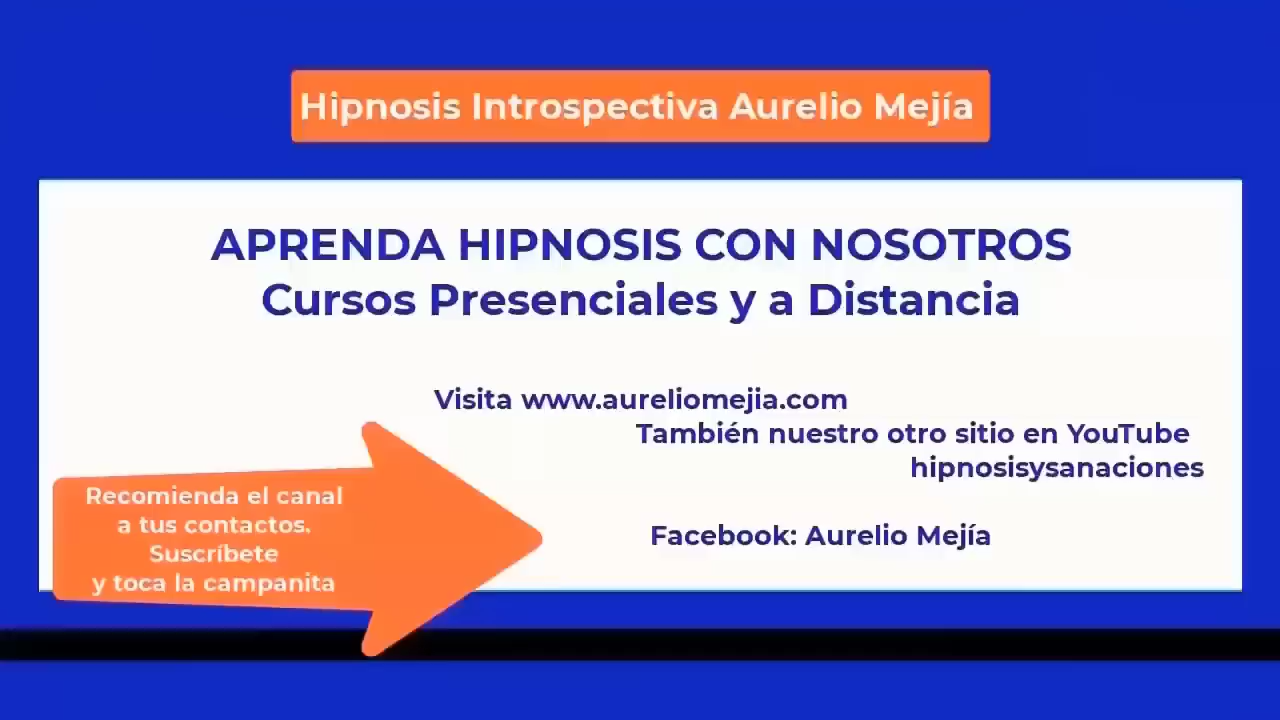 Hipnosis Introspectiva Aurelio Mejía
APRENDA HIPNOSIS CON NOSOTROS
Cursos Presenciales y a Distancia
Visita www.aureliomejia.com
También nuestro otro sitio en YouTube
hipnosisysanaciones
Facebook: Aurelio Mejía
Recomienda el canal
a tus contactos.
Suscríbete
y toca la campanita